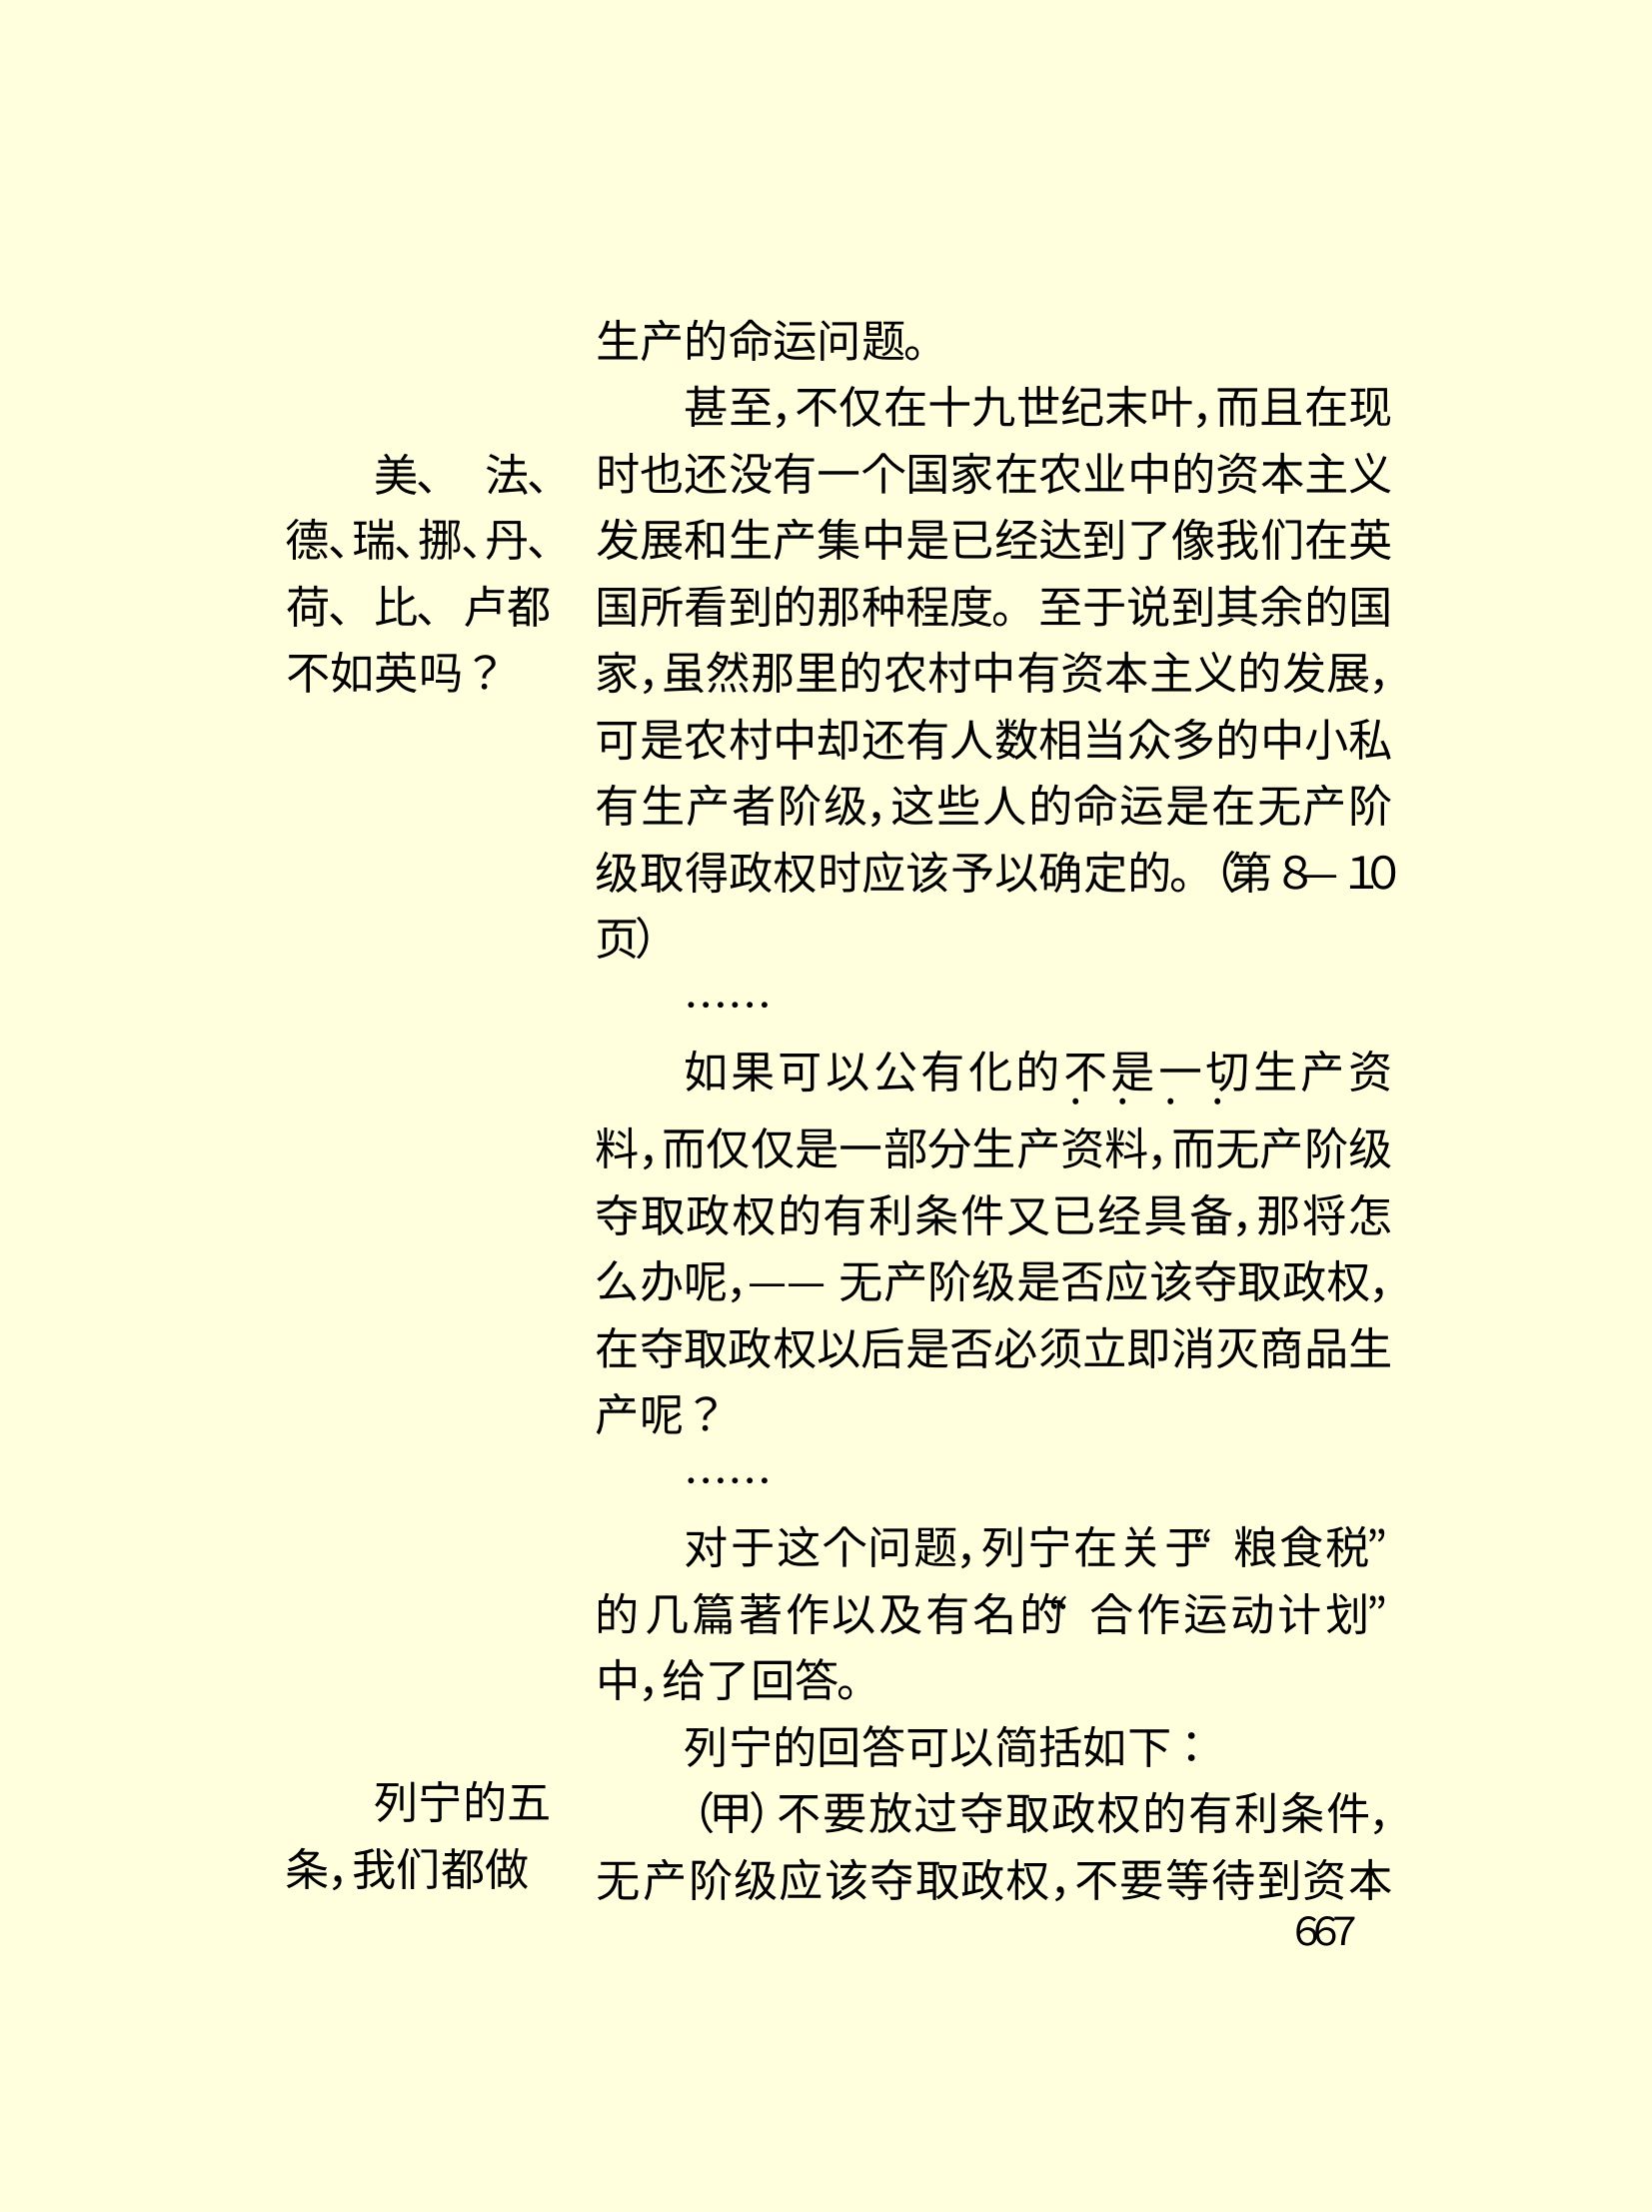 生产的命运问题。
甚至，不仅在十九世纪末叶，而且在现
美、 法、
德、瑞、挪、丹、
荷、比、卢都
不如英吗？
时也还没有一个国家在农业中的资本主义
发展和生产集中是已经达到了像我们在英
国所看到的那种程度。至于说到其余的国
家，虽然那里的农村中有资本主义的发展，
可是农村中却还有人数相当众多的中小私
有生产者阶级，这些人的命运是在无产阶
级取得政权时应该予以确定的。（第 8— 10
页）
……
如果可以公有化的不是一切生产资
料，而仅仅是一部分生产资料，而无产阶级
夺取政权的有利条件又已经具备，那将怎
么办呢，—— 无产阶级是否应该夺取政权，
在夺取政权以后是否必须立即消灭商品生
产呢？
……
对于这个问题，列宁在关于“粮食税”
的几篇著作以及有名的“合作运动计划”
中，给了回答。
列宁的回答可以简括如下：
列宁的五
条，我们都做
（甲）不要放过夺取政权的有利条件，
无产阶级应该夺取政权，不要等待到资本
667